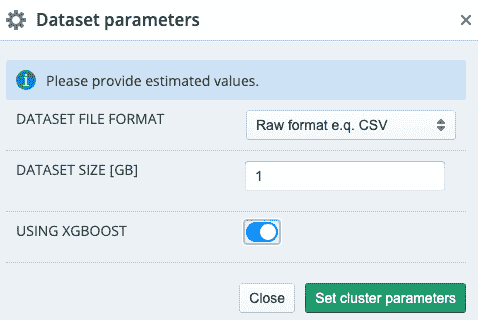 Dataset parameters
Please provide estimated values.
DATASET FILE FORMAT
Raw format e.q. CSV
DATASET SIZE [GB]
1
USING XGBOOST
Close
Set cluster parameters